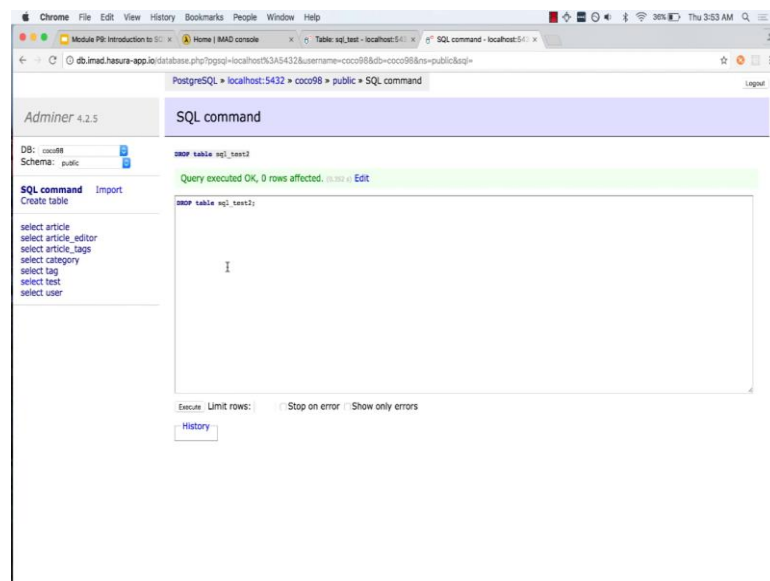 Chrome File Edit View History Bookmarks People Window Help 36% Thu 3:53 AM
Module P9: Introduction to SQ Home | IMAD console Table: sql_test - localhost:543 SQL command - localhost:543
db.imad.hasura-app.io/database.php?pgsql=localhost%3A5432&username=coco98&db=coco98&ns=public&sql=
PostgreSQL » localhost:5432 » coco98 » public » SQL command
Logout
Adminer 4.2.5
SQL command
DB: coco98
Schema: public
SQL command Import
Create table
select article
select article_editor
select article_tags
select category
select tag
select test
select user
DROP table sql_test2
Query executed OK, 0 rows affected. Edit
DROP table sql_test2;
Execute Limit rows: Stop on error Show only errors
History